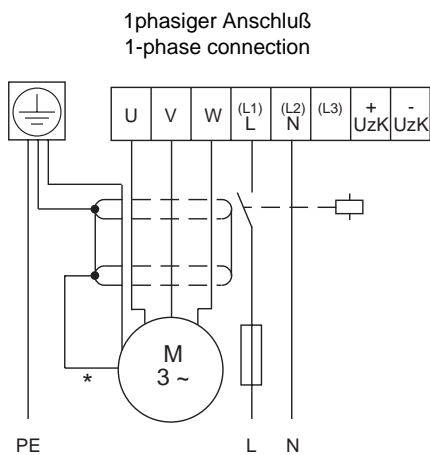 1phasiger Anschluß
1-phase connection
U V W (L1) L (L2) N (L3) + UzK - UzK
M
3 ~
*
PE L N